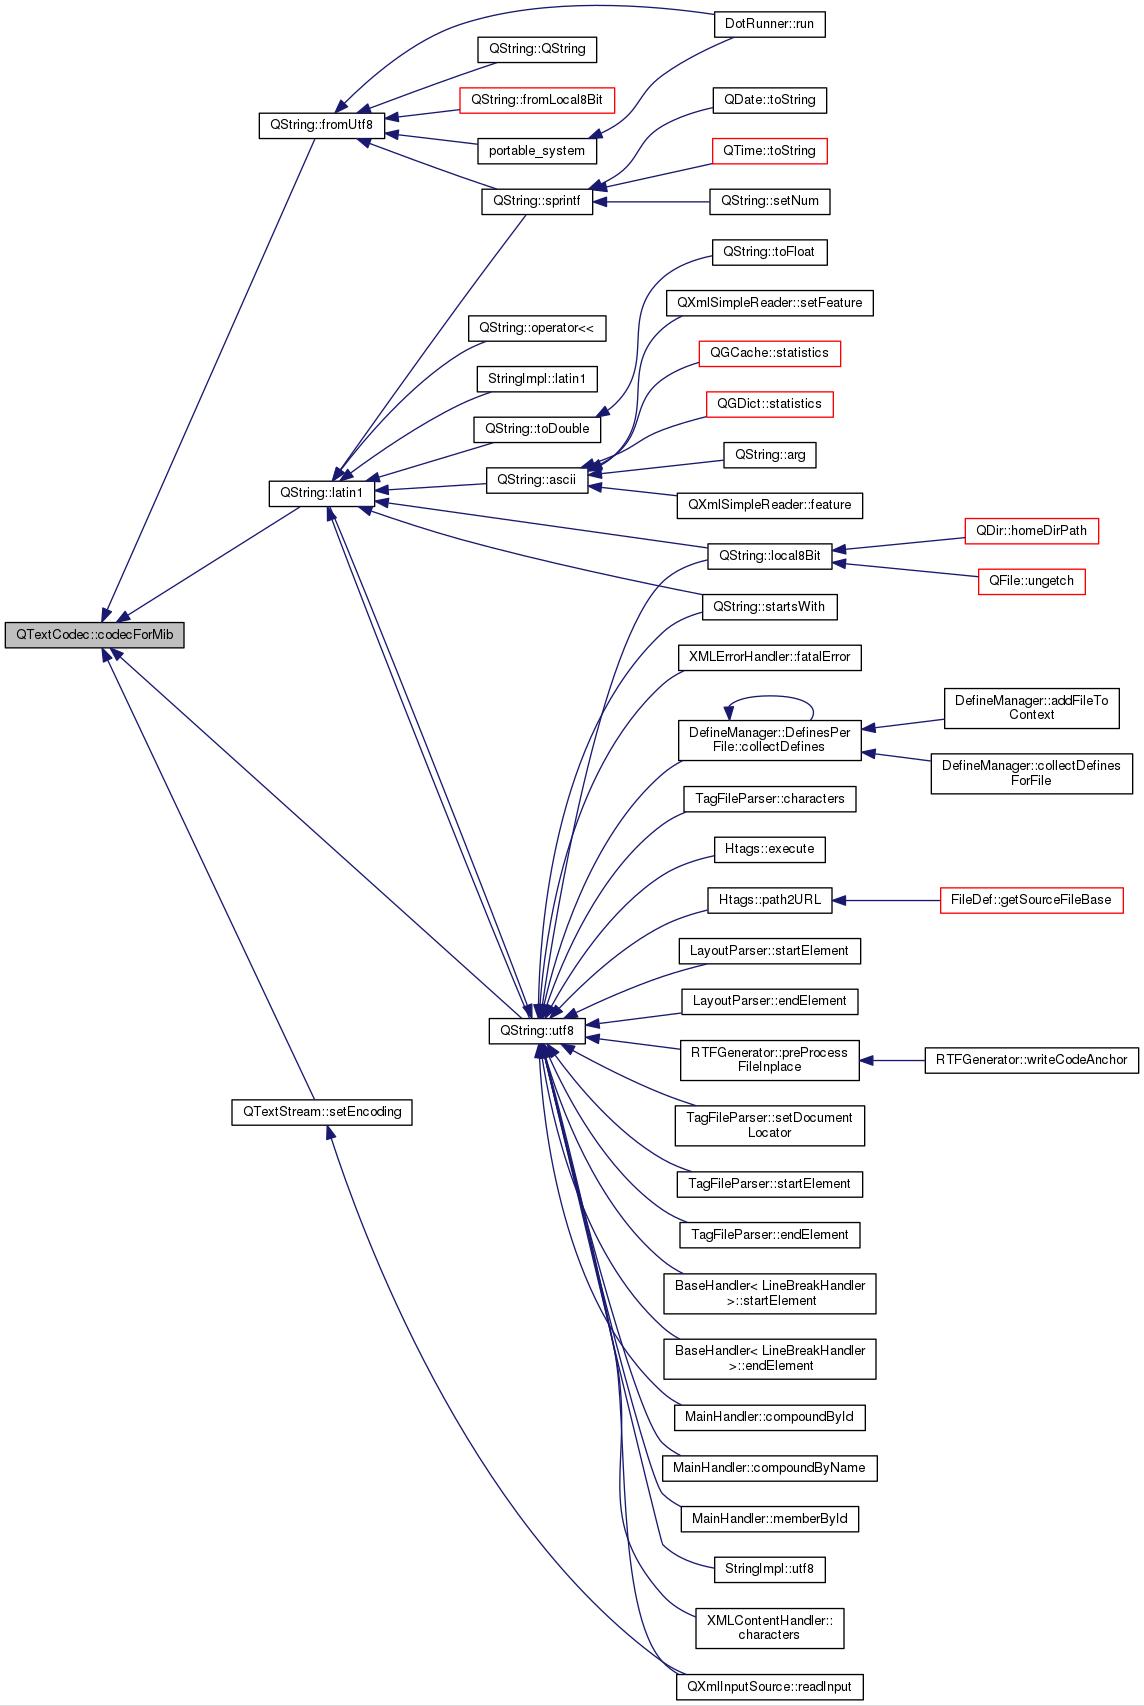 DotRunner::run
QString::QString
QString::fromLocal8Bit
QDate::toString
QString::fromUtf8
portable_system
QTime::toString
QString::sprintf
QString::setNum
QString::toFloat
QXmlSimpleReader::setFeature
QString::operator<<
QGCache::statistics
StringImpl::latin1
QGDict::statistics
QString::toDouble
QString::arg
QString::ascii
QString::latin1
QXmlSimpleReader::feature
QDir::homeDirPath
QString::local8Bit
QFile::ungetch
QString::startsWith
QTextCodec::codecForMib
XMLErrorHandler::fatalError
DefineManager::addFileTo
Context
DefineManager::DefinesPer
File::collectDefines
DefineManager::collectDefines
ForFile
TagFileParser::characters
Htags::execute
Htags::path2URL
FileDef::getSourceFileBase
LayoutParser::startElement
LayoutParser::endElement
QString::utf8
RTFGenerator::preProcess
FileInplace
RTFGenerator::writeCodeAnchor
QTextStream::setEncoding
TagFileParser::setDocument
Locator
TagFileParser::startElement
TagFileParser::endElement
BaseHandler< LineBreakHandler
>::startElement
BaseHandler< LineBreakHandler
>::endElement
MainHandler::compoundById
MainHandler::compoundByName
MainHandler::memberById
StringImpl::utf8
XMLContentHandler::
characters
QXmlInputSource::readInput